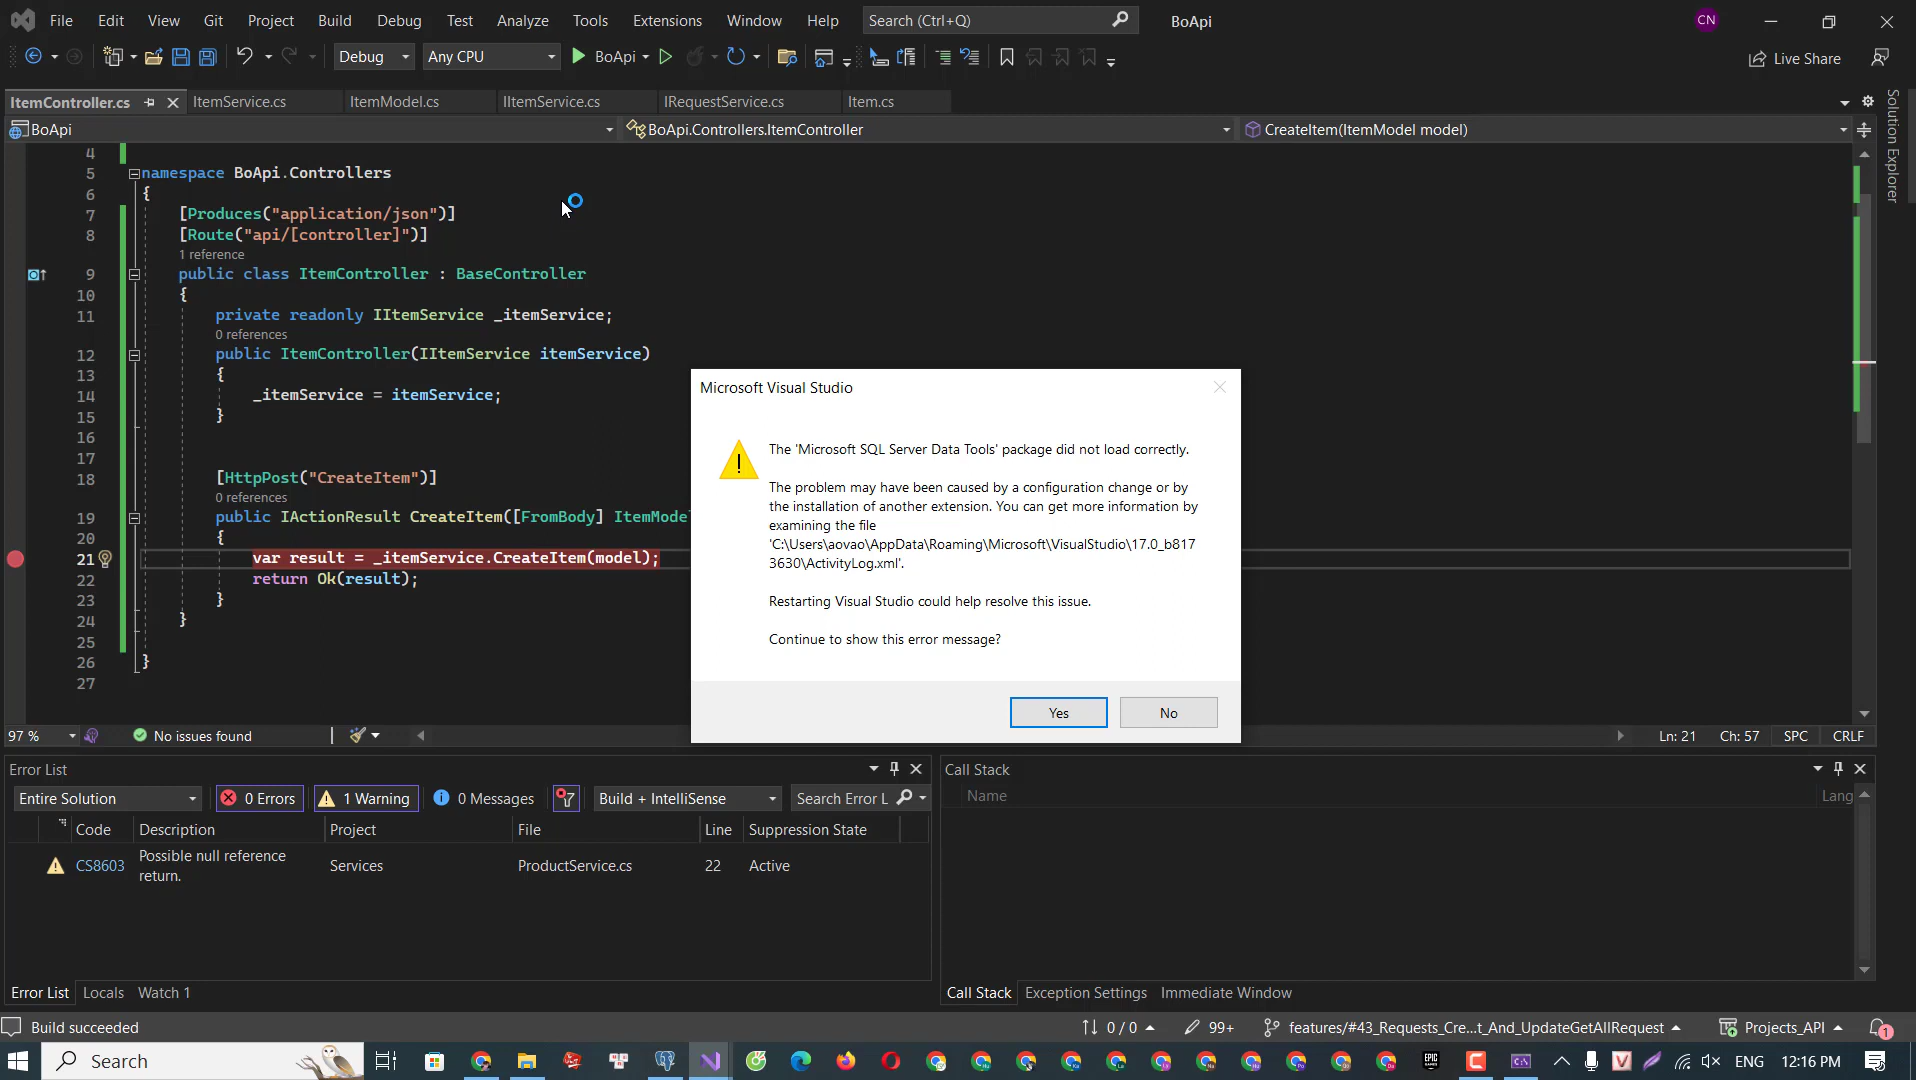 File Edit View Git Project Build Debug Test Analyze Tools Extensions Window Help Search (Ctrl+Q) BoApi CN
Debug Any CPU BoApi Live Share
ItemController.cs ItemService.cs ItemModel.cs IItemService.cs IRequestService.cs Item.cs
BoApi BoApi.Controllers.ItemController CreateItem(ItemModel model)
Solution Explorer
4
5 namespace BoApi.Controllers
6 {
7 [Produces("application/json")]
8 [Route("api/[controller]")]
1 reference
9 public class ItemController : BaseController
10 {
11 private readonly IItemService _itemService;
0 references
12 public ItemController(IItemService itemService)
13 {
14 _itemService = itemService;
15 }
16
17
18 [HttpPost("CreateItem")]
0 references
19 public IActionResult CreateItem([FromBody] ItemModel
20 {
21 var result = _itemService.CreateItem(model);
22 return Ok(result);
23 }
24 }
25
26 }
27
Microsoft Visual Studio
The 'Microsoft SQL Server Data Tools' package did not load correctly.
The problem may have been caused by a configuration change or by
the installation of another extension. You can get more information by
examining the file
'C:\Users\aovao\AppData\Roaming\Microsoft\VisualStudio\17.0_b817
3630\ActivityLog.xml'.
Restarting Visual Studio could help resolve this issue.
Continue to show this error message?
Yes No
97 % No issues found Ln: 21 Ch: 57 SPC CRLF
Error List
Entire Solution 0 Errors 1 Warning 0 Messages Build + IntelliSense Search Error L
Code Description Project File Line Suppression State
CS8603 Possible null reference
return. Services ProductService.cs 22 Active
Error List Locals Watch 1
Call Stack
Name Lang
Call Stack Exception Settings Immediate Window
Build succeeded 0 / 0 99+ features/#43_Requests_Cre...t_And_UpdateGetAllRequest Projects_API 1
Search ENG 12:16 PM